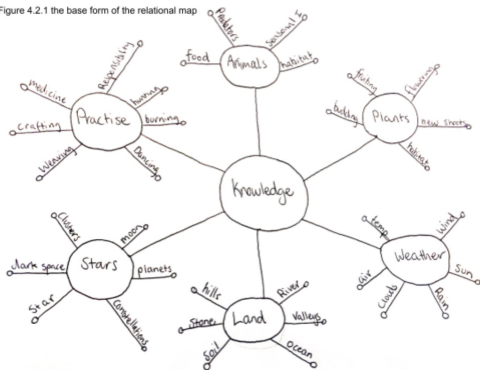 Figure 4.2.1 the base form of the relational map
Knowledge
Animals
food
Predators
habitat
Plants
fruiting
flowering
budding
new shoots
habitat
Weather
temp
wind
air
Sun
Clouds
Rain
Land
hills
River
Stone
Valleys
Soil
ocean
Stars
Clusters
moon
dark space
planets
Star
Constellations
Practise
medicine
hunting
crafting
burning
Weaving
Dancing